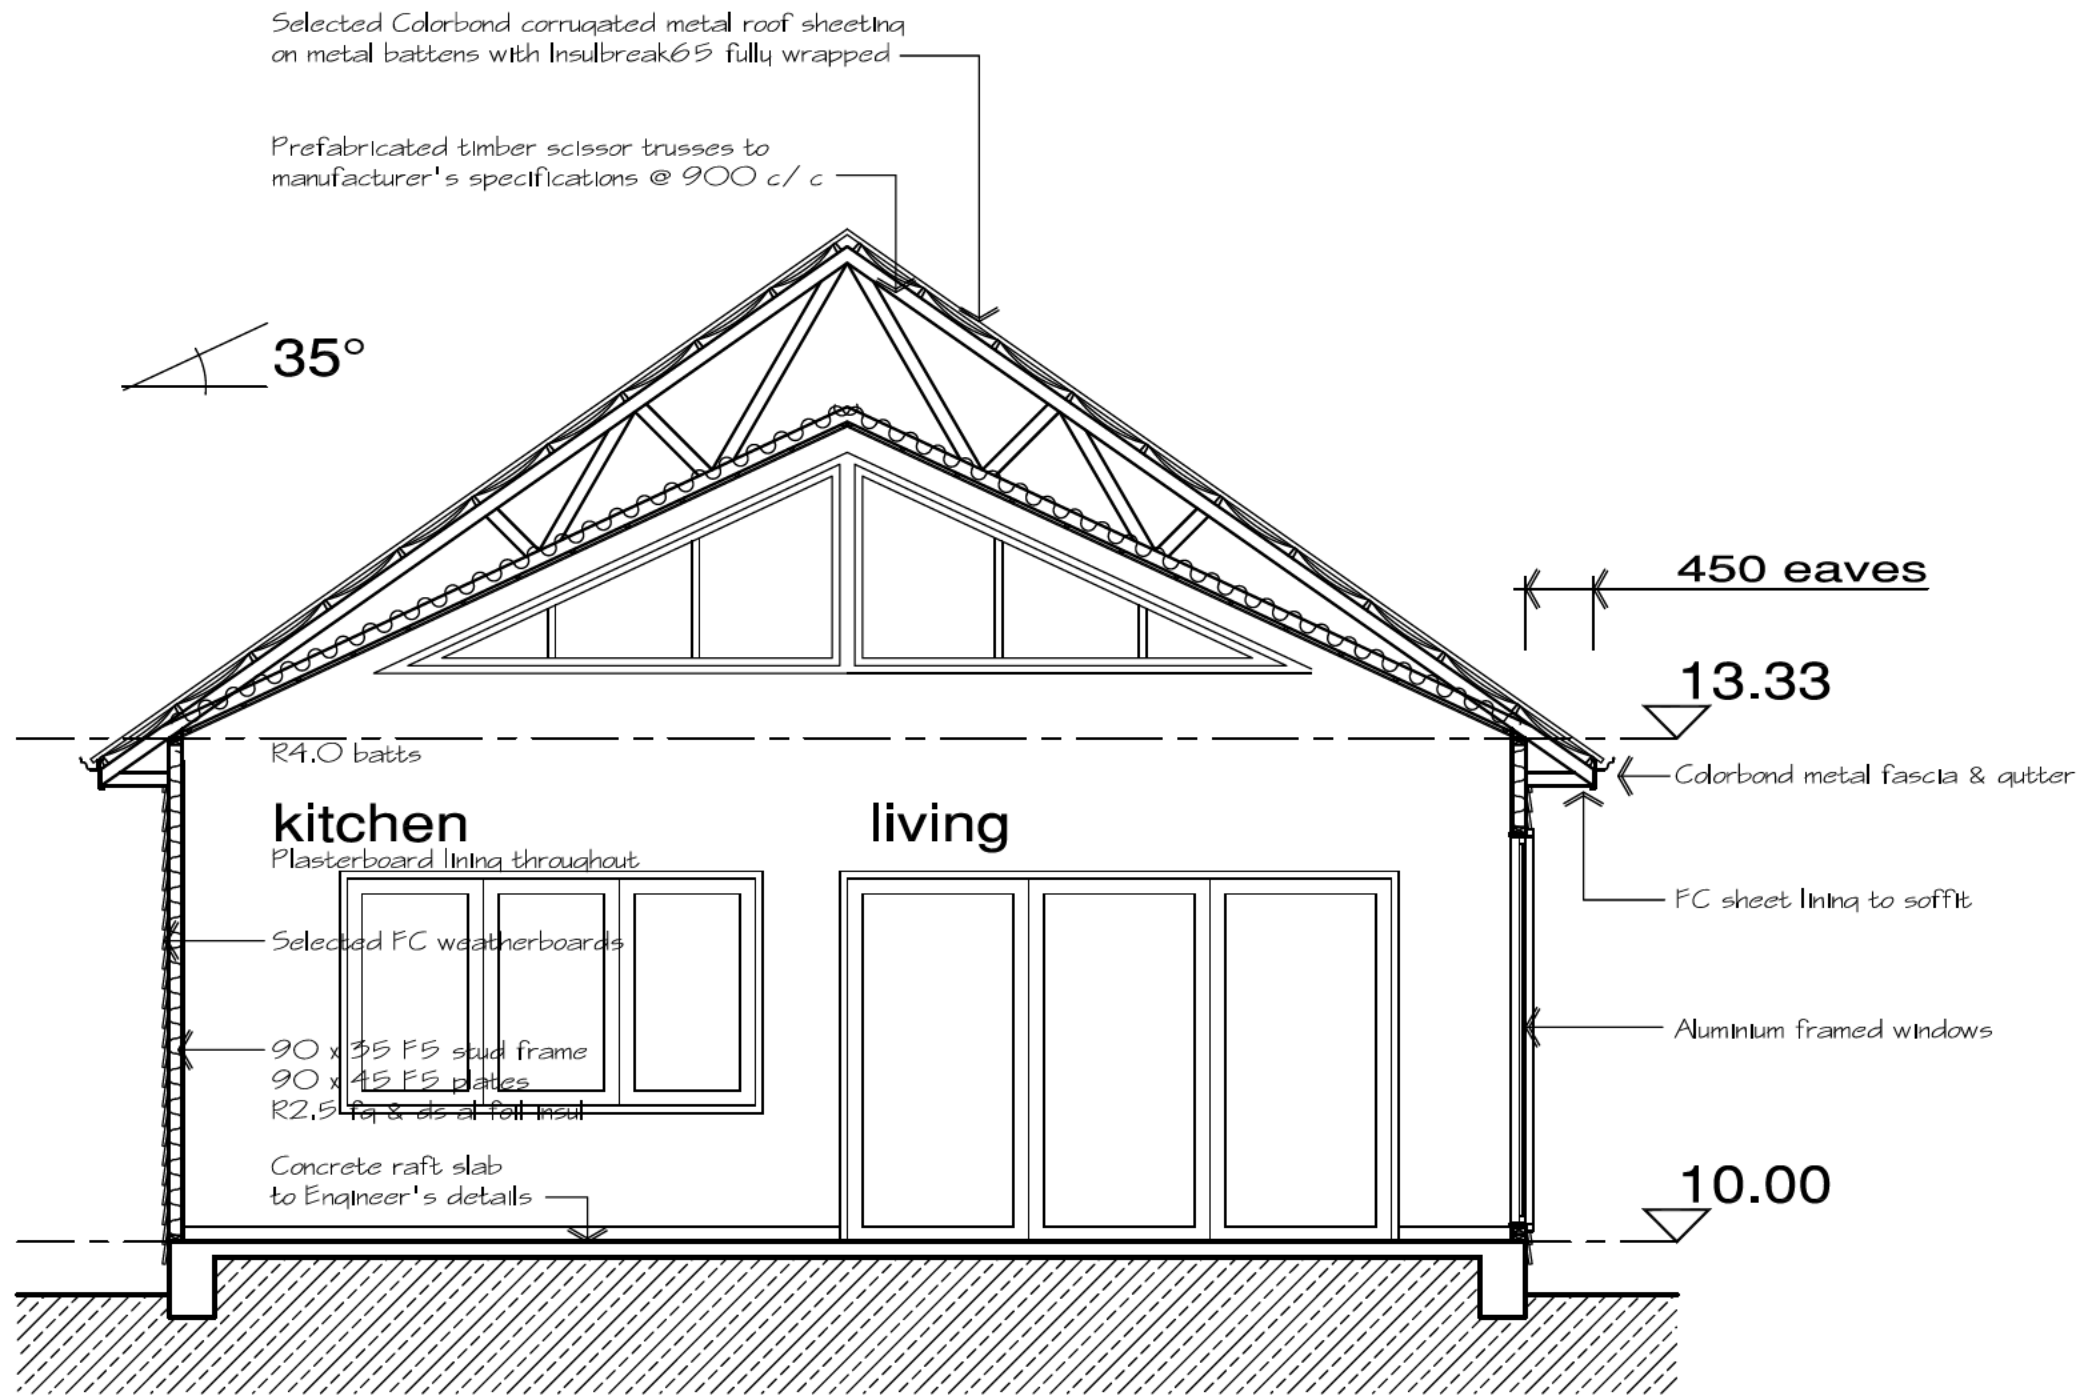 Selected Colorbond corrugated metal roof sheeting
on metal battens with Insulbreak65 fully wrapped
Prefabricated timber scissor trusses to
manufacturer's specifications @ 900 c/ c
35°
450 eaves
13.33
R4.0 batts
Colorbond metal fascia & gutter
kitchen
living
Plasterboard lining throughout
FC sheet lining to soffit
Selected FC weatherboards
Aluminium framed windows
90 x 35 F5 stud frame
90 x 45 F5 plates
R2.5 fg & ds al foil insul
Concrete raft slab
to Engineer's details
10.00